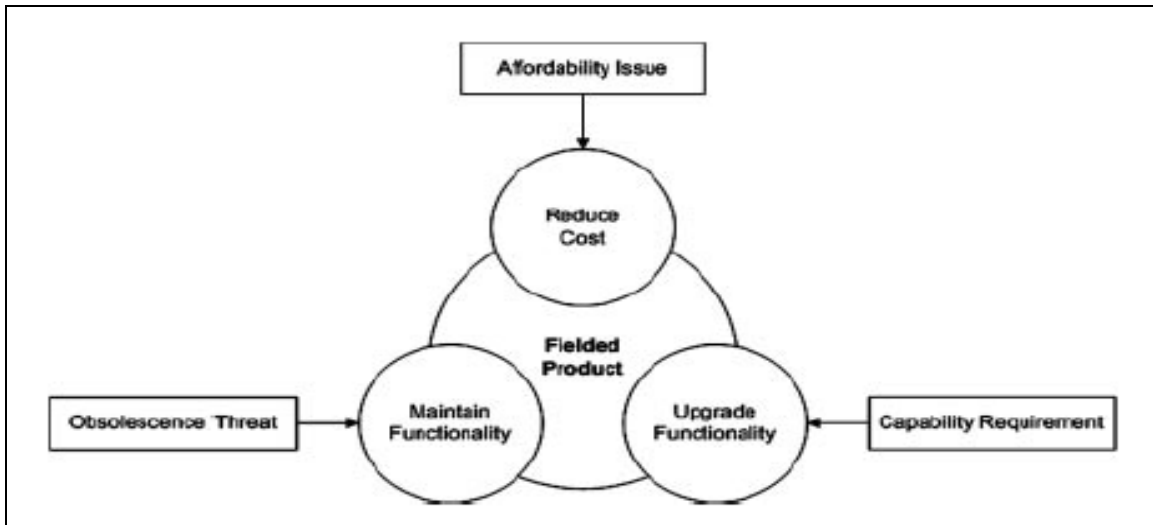 Affordability Issue
Reduce
Cost
Fielded
Product
Maintain
Functionality
Upgrade
Functionality
Obsolescence Threat
Capability Requirement